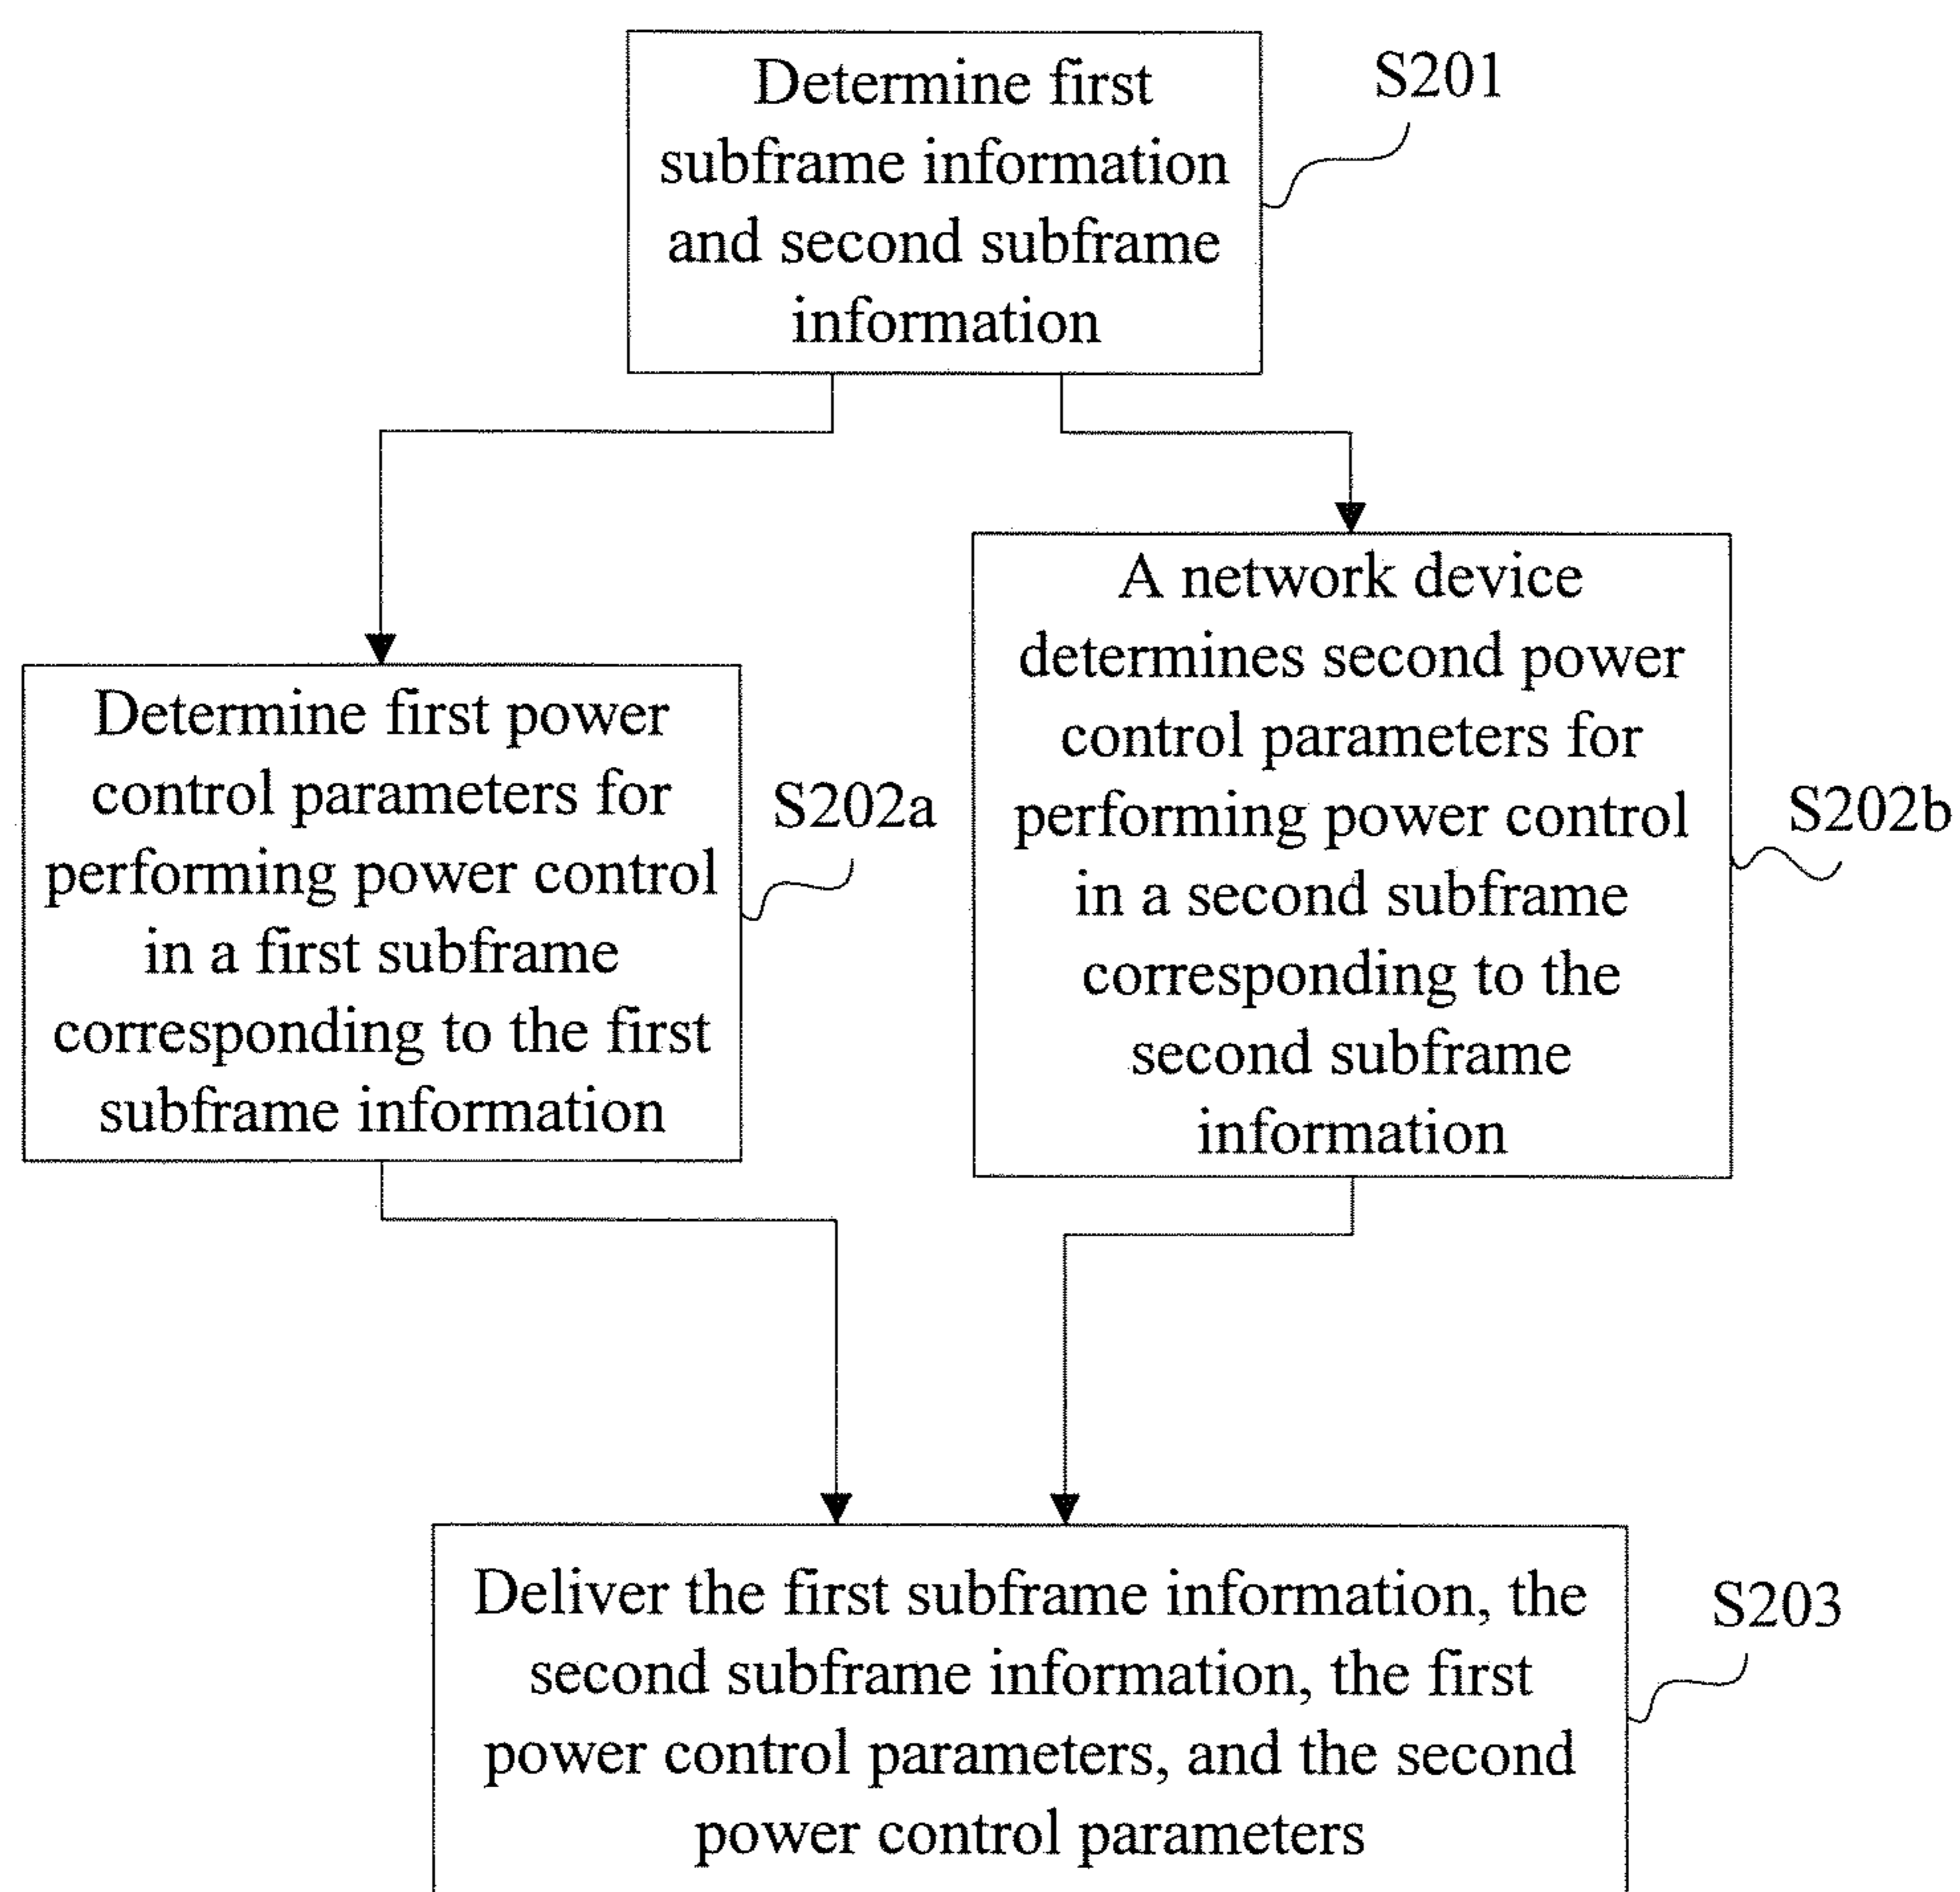 Determine first
subframe information
and second subframe
information
S201
Determine first power
control parameters for
performing power control
in a first subframe
corresponding to the first
subframe information
S202a
A network device
determines second power
control parameters for
performing power control
in a second subframe
corresponding to the
second subframe
information
S202b
Deliver the first subframe information, the
second subframe information, the first
power control parameters, and the second
power control parameters
S203